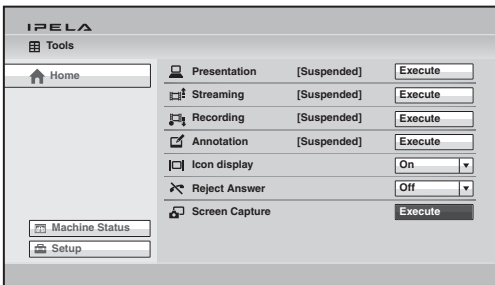 IPELA
Tools
Home
Presentation [Suspended] Execute
Streaming [Suspended] Execute
Recording [Suspended] Execute
Annotation [Suspended] Execute
Icon display On
Reject Answer Off
Screen Capture Execute
Machine Status
Setup